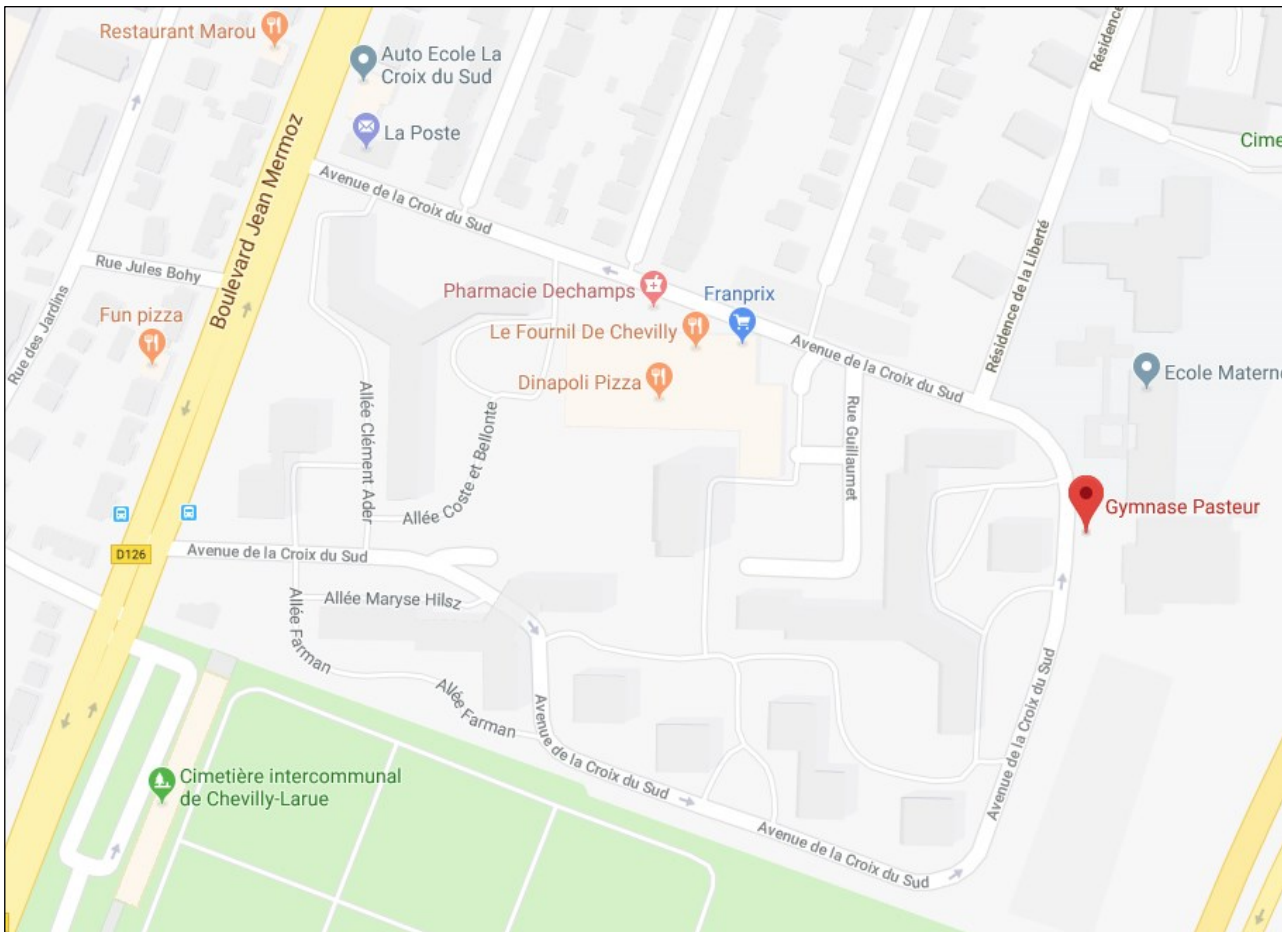 Restaurant Marou
Auto Ecole La
Croix du Sud
La Poste
Résidence
Cime
Boulevard Jean Mermoz
Avenue de la Croix du Sud
Rue des Jardins
Rue Jules Bohy
Fun pizza
Pharmacie Dechamps
Franprix
Le Fournil De Chevilly
Dinapoli Pizza
Avenue de la Croix du Sud
Résidence de la Liberté
Ecole Materne
Allée Clément Ader
Allée Coste et Bellonte
Rue Guillaumet
Gymnase Pasteur
D126
Avenue de la Croix du Sud
Allée Maryse Hilsz
Allée Farman
Allée Farman
Avenue de la Croix du Sud
Avenue de la Croix du Sud
Avenue de la Croix du Sud
Cimetière intercommunal
de Chevilly-Larue